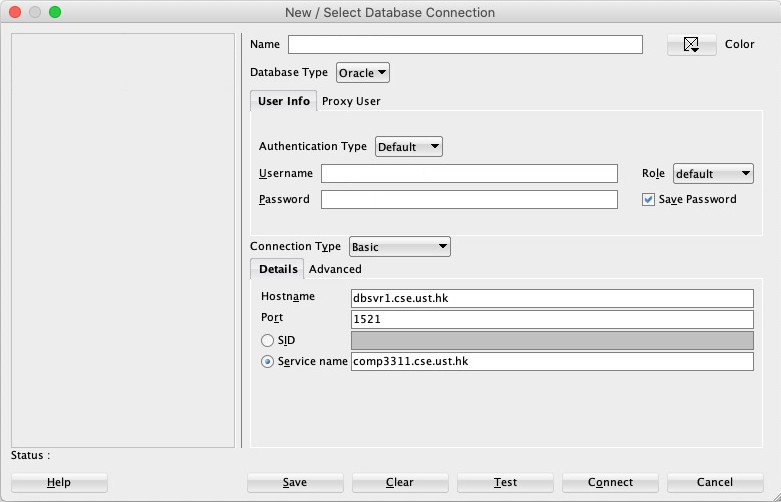 New / Select Database Connection
Name
Color
Database Type Oracle
User Info Proxy User
Authentication Type Default
Username
Role default
Password
Save Password
Connection Type Basic
Details Advanced
Hostname dbsvr1.cse.ust.hk
Port 1521
SID
Service name comp3311.cse.ust.hk
Status :
Help Save Clear Test Connect Cancel